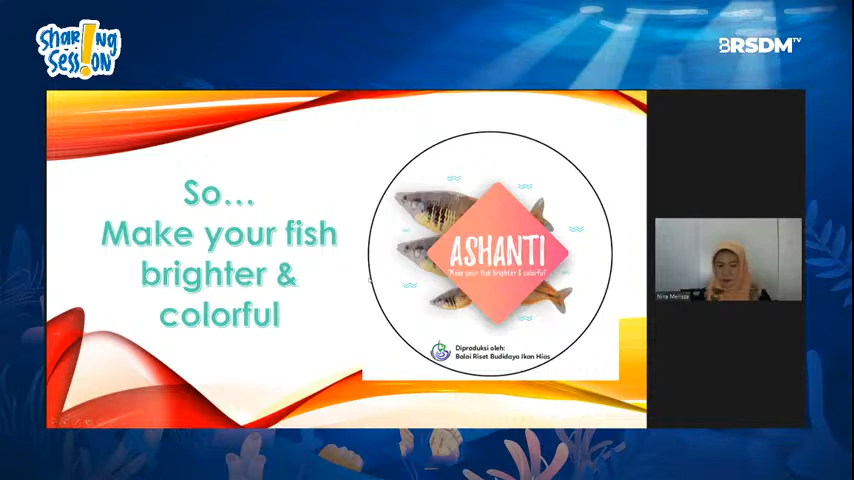 Sharing
Session
BRSDM TV
So...
Make your fish
brighter &
colorful
ASHANTI
"Make your fish brighter & colorful"
Diproduksi oleh:
Balai Riset Budidaya Ikan Hias
Nina Meilisza